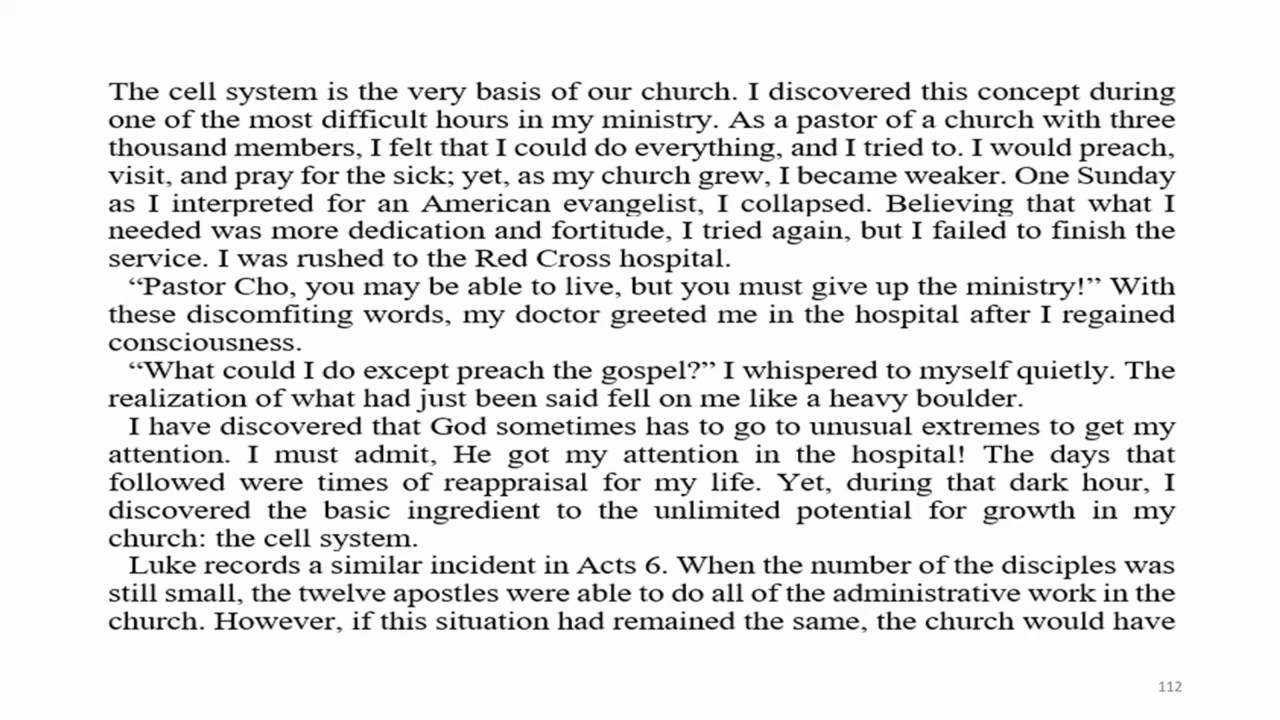 The cell system is the very basis of our church. I discovered this concept during
one of the most difficult hours in my ministry. As a pastor of a church with three
thousand members, I felt that I could do everything, and I tried to. I would preach,
visit, and pray for the sick; yet, as my church grew, I became weaker. One Sunday
as I interpreted for an American evangelist, I collapsed. Believing that what I
needed was more dedication and fortitude, I tried again, but I failed to finish the
service. I was rushed to the Red Cross hospital.
“Pastor Cho, you may be able to live, but you must give up the ministry!” With
these discomfiting words, my doctor greeted me in the hospital after I regained
consciousness.
“What could I do except preach the gospel?” I whispered to myself quietly. The
realization of what had just been said fell on me like a heavy boulder.
I have discovered that God sometimes has to go to unusual extremes to get my
attention. I must admit, He got my attention in the hospital! The days that
followed were times of reappraisal for my life. Yet, during that dark hour, I
discovered the basic ingredient to the unlimited potential for growth in my
church: the cell system.
Luke records a similar incident in Acts 6. When the number of the disciples was
still small, the twelve apostles were able to do all of the administrative work in the
church. However, if this situation had remained the same, the church would have
112